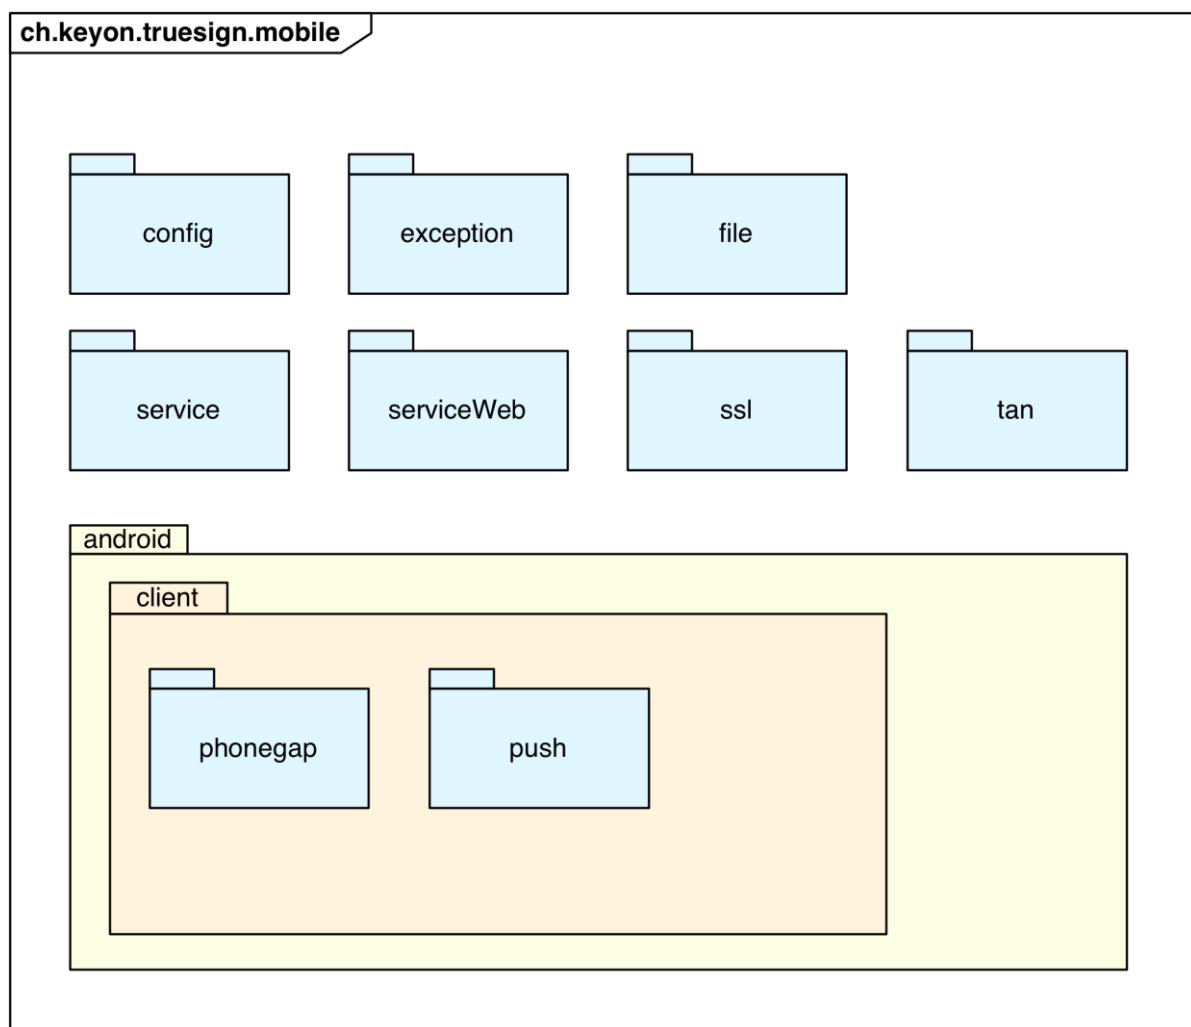 ch.keyon.truesign.mobile
config
exception
file
service
serviceWeb
ssl
tan
android
client
phonegap
push